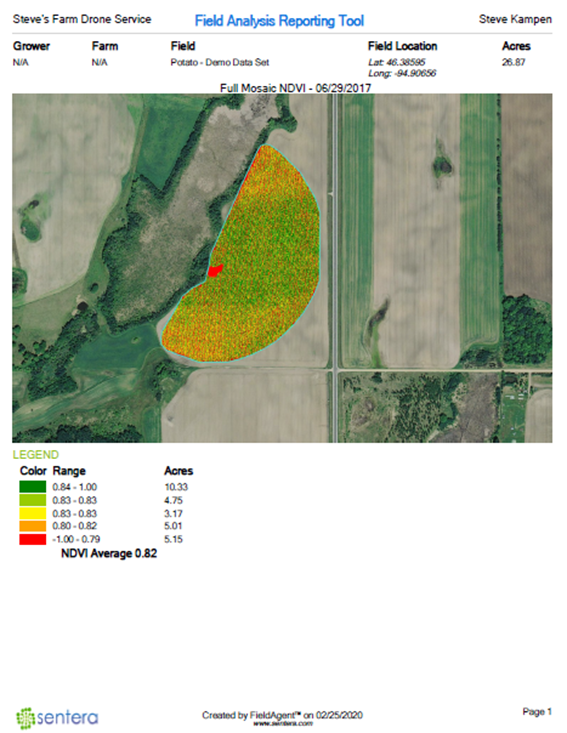 Steve's Farm Drone Service Field Analysis Reporting Tool Steve Kampen
Grower Farm Field Field Location Acres
N/A N/A Potato - Demo Data Set Lat: 46.38595 26.87
Long: -94.90656
Full Mosaic NDVI - 06/29/2017
LEGEND
Color Range Acres
0.84 - 1.00 10.33
0.83 - 0.83 4.75
0.83 - 0.83 3.17
0.80 - 0.82 5.01
-1.00 - 0.79 5.15
NDVI Average 0.82
sentera Created by FieldAgent™ on 02/25/2020 Page 1
www.sentera.com